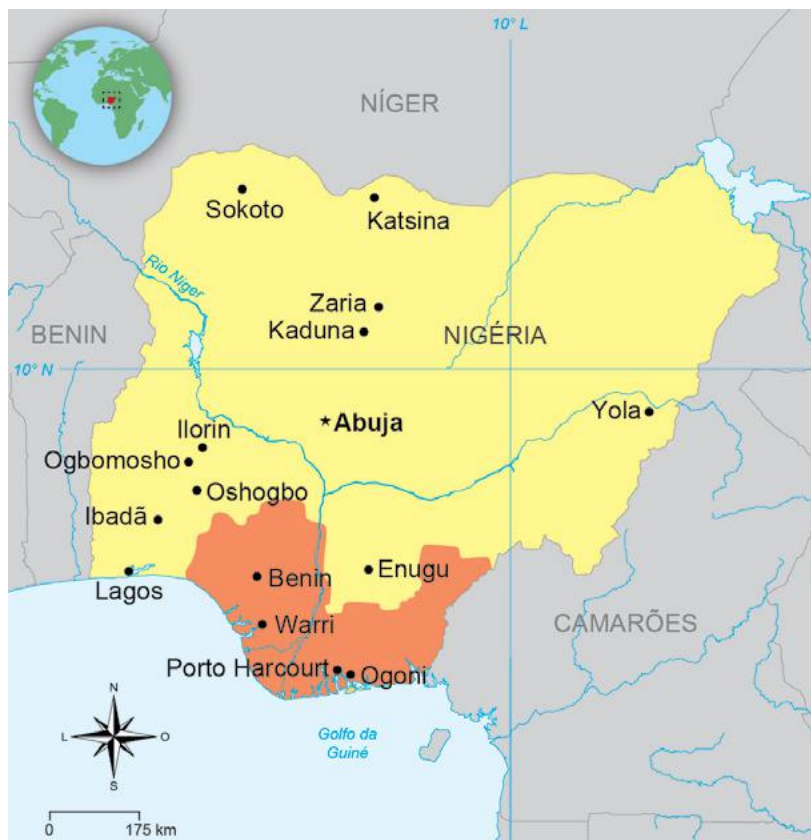 10° L
NÍGER
Sokoto
Katsina
Rio Niger
Zaria
Kaduna
BENIN
NIGÉRIA
10° N
Yola
Abuja
Ilorin
Ogbomosho
Oshogbo
Ibadã
Lagos
Benin
Enugu
Warri
CAMARÕES
Porto Harcourt
Ogoni
N
L
O
S
Golfo da
Guiné
0
175 km